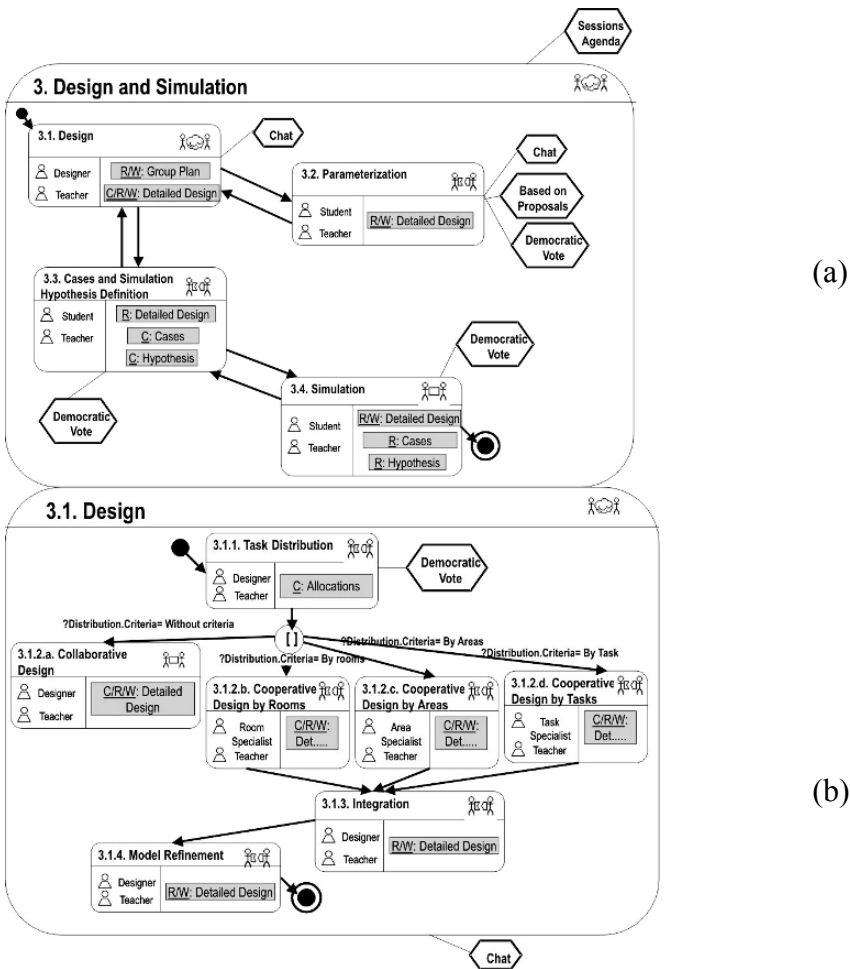 Sessions
Agenda
3. Design and Simulation
3.1. Design
Designer
Teacher
R/W: Group Plan
C/R/W: Detailed Design
Chat
3.2. Parameterization
Student
Teacher
R/W: Detailed Design
Chat
Based on
Proposals
Democratic
Vote
(a)
3.3. Cases and Simulation
Hypothesis Definition
Student
Teacher
R: Detailed Design
C: Cases
C: Hypothesis
Democratic
Vote
3.4. Simulation
Student
Teacher
R/W: Detailed Design
R: Cases
R: Hypothesis
Democratic
Vote
3.1. Design
3.1.1. Task Distribution
Designer
Teacher
C: Allocations
Democratic
Vote
?Distribution.Criteria= Without criteria
[ ]
?Distribution.Criteria= By Areas
?Distribution.Criteria= By rooms
?Distribution.Criteria= By Task
3.1.2.a. Collaborative
Design
Designer
Teacher
C/R/W: Detailed
Design
3.1.2.b. Cooperative
Design by Rooms
Room
Specialist
Teacher
C/R/W:
Det.....
3.1.2.c. Cooperative
Design by Areas
Area
Specialist
Teacher
C/R/W:
Det.....
3.1.2.d. Cooperative
Design by Tasks
Task
Specialist
Teacher
C/R/W:
Det.....
(b)
3.1.3. Integration
Designer
Teacher
R/W: Detailed Design
3.1.4. Model Refinement
Designer
Teacher
R/W: Detailed Design
Chat